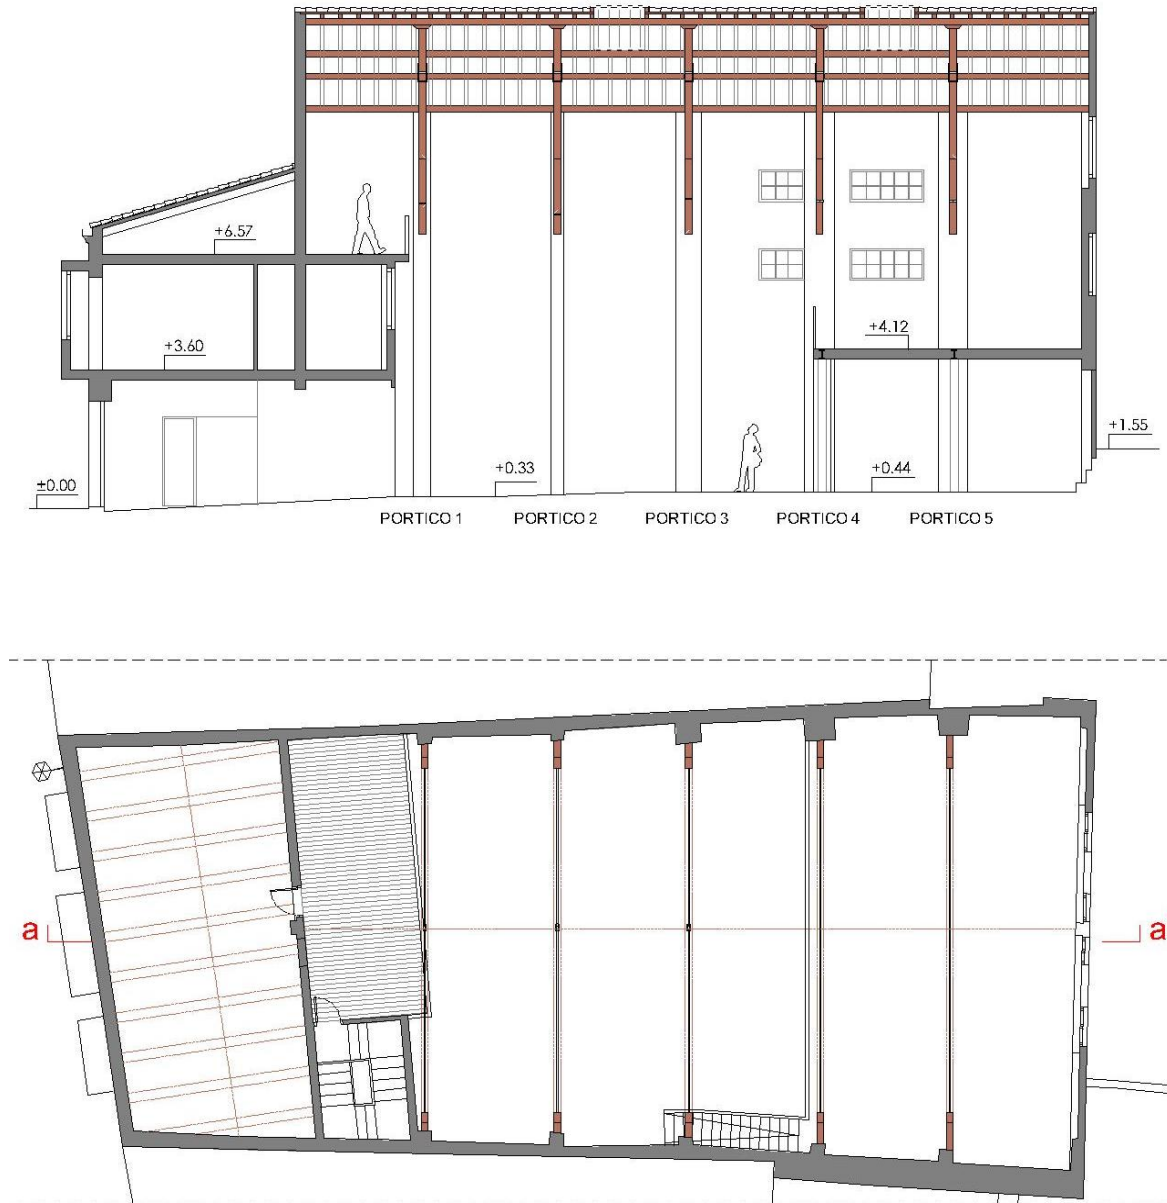 +6.57
+3.60
+4.12
+1.55
±0.00
+0.33
+0.44
PORTICO 1
PORTICO 2
PORTICO 3
PORTICO 4
PORTICO 5
a
a